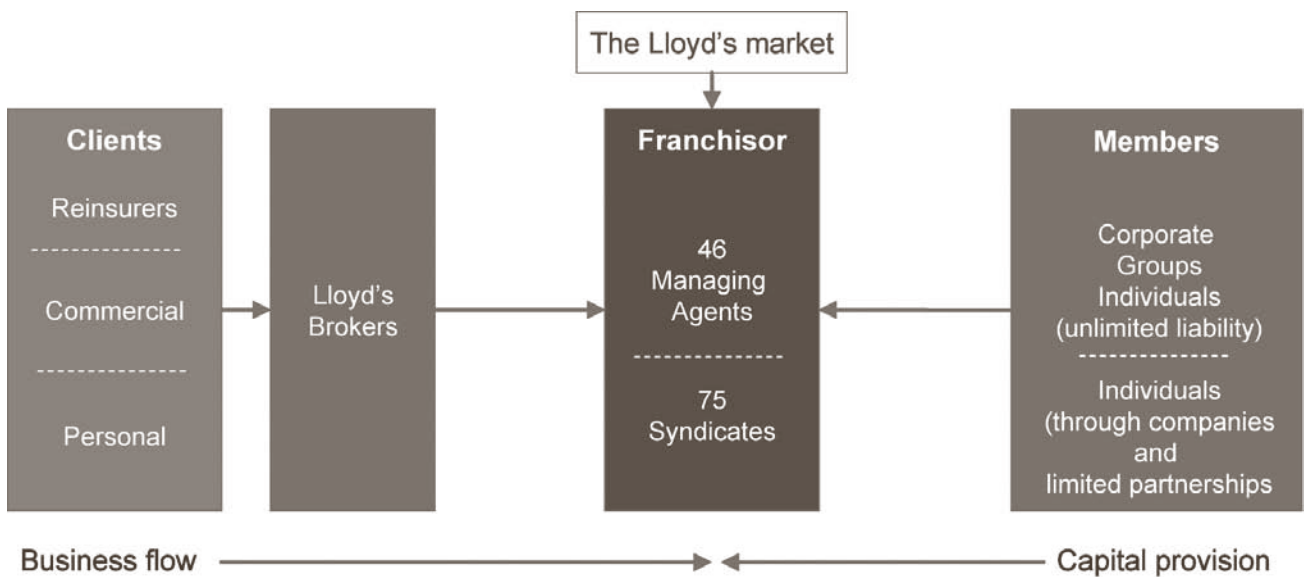 The Lloyd's market
Clients
Reinsurers
Commercial
Personal
Lloyd's
Brokers
Franchisor
46
Managing
Agents
75
Syndicates
Members
Corporate
Groups
Individuals
(unlimited liability)
Individuals
(through companies
and
limited partnerships
Business flow
Capital provision